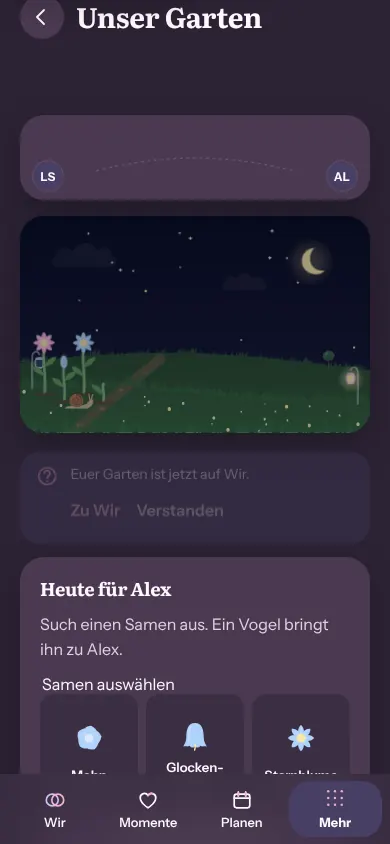 Unser Garten
LS
AL
Euer Garten ist jetzt auf Wir.
Zu Wir Verstanden
Heute für Alex
Such einen Samen aus. Ein Vogel bringt
ihn zu Alex.
Samen auswählen
Glocken-
Wir Momente Planen Mehr